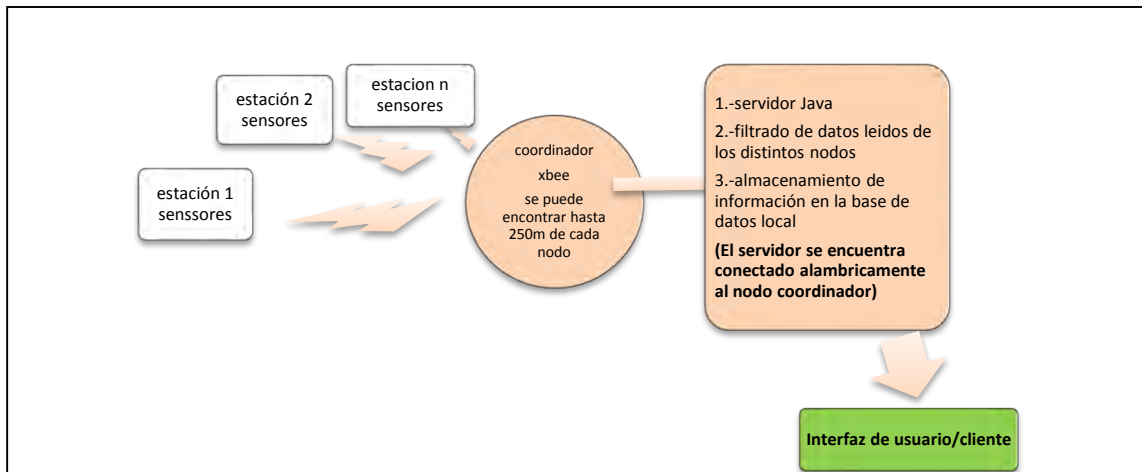 estación 2
sensores
estacion n
sensores
estación 1
senssores
coordinador
xbee
se puede
encontrar hasta
250m de cada
nodo
1.-servidor Java
2.-filtrado de datos leidos de
los distintos nodos
3.-almacenamiento de
información en la base de
datos local
(El servidor se encuentra
conectado alambricamente
al nodo coordinador)
Interfaz de usuario/cliente